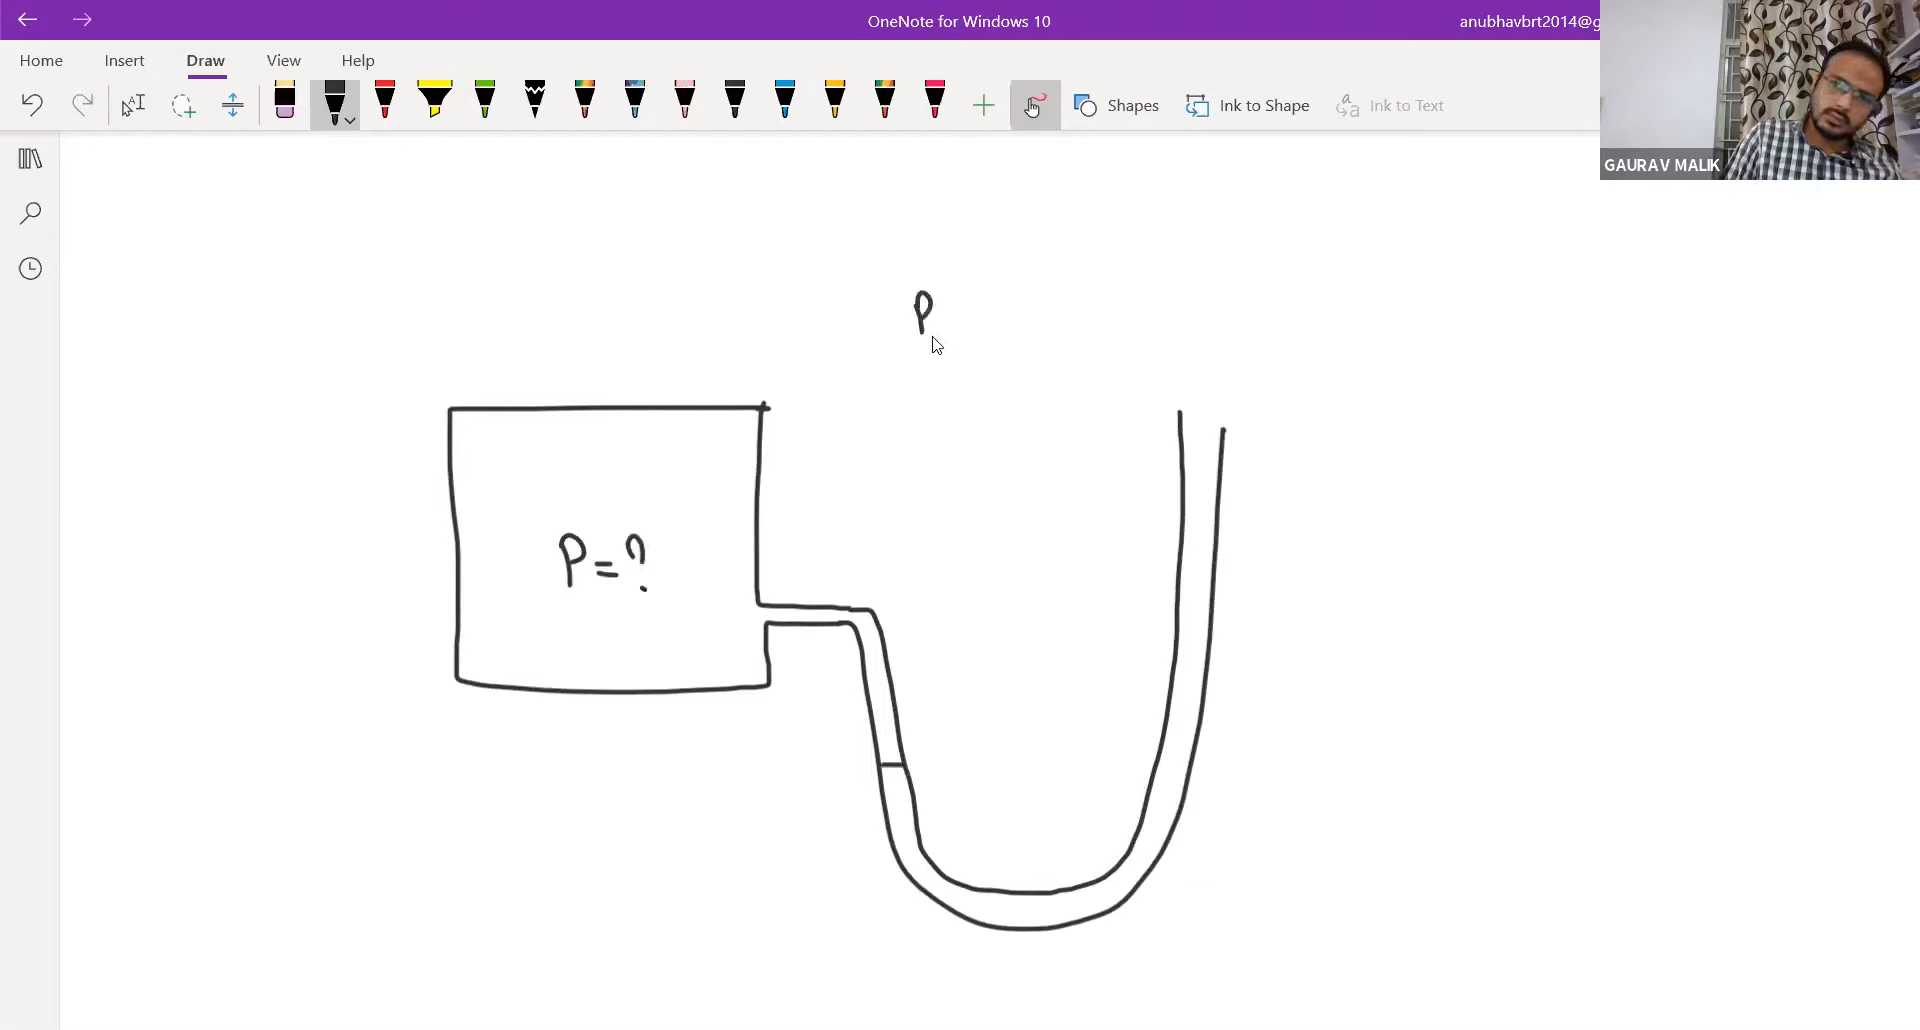 OneNote for Windows 10
anubhavbrt2014@g
Home Insert Draw View Help
Shapes Ink to Shape Ink to Text
GAURAV MALIK
P
P=?